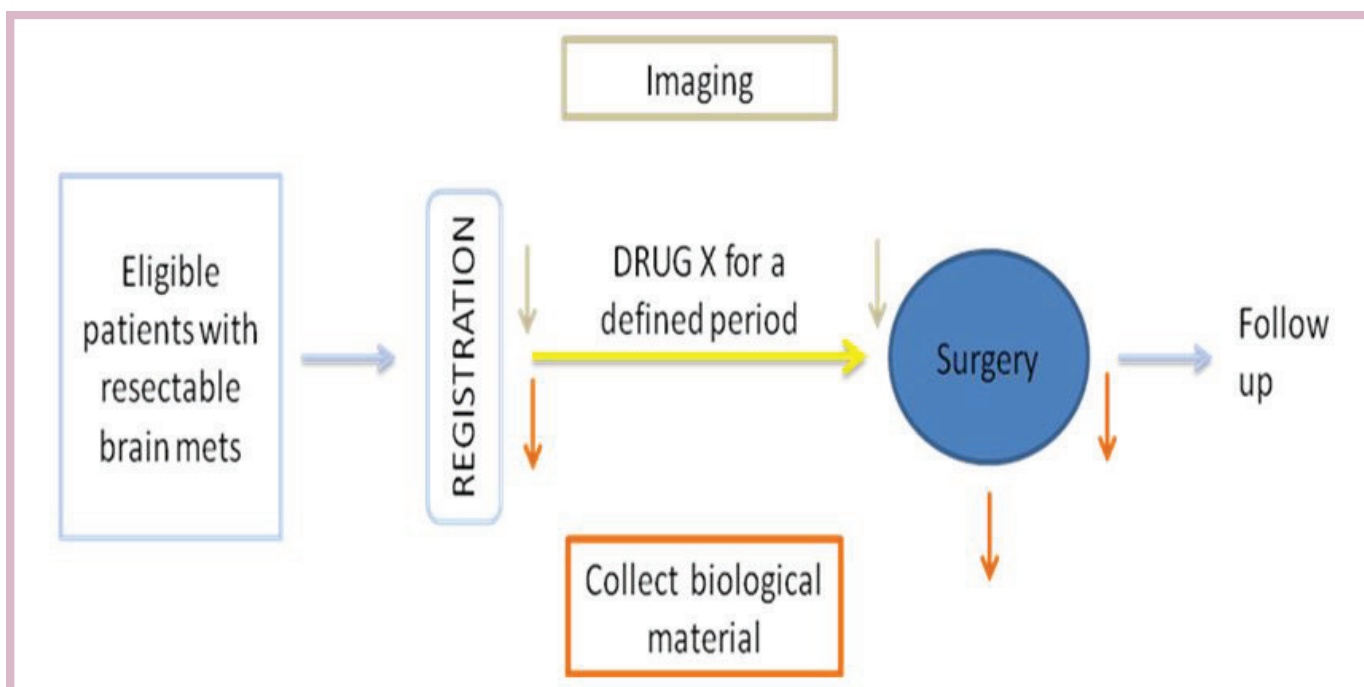 Imaging
Eligible
patients with
resectable
brain mets
REGISTRATION
DRUG X for a
defined period
Surgery
Follow
up
Collect biological
material